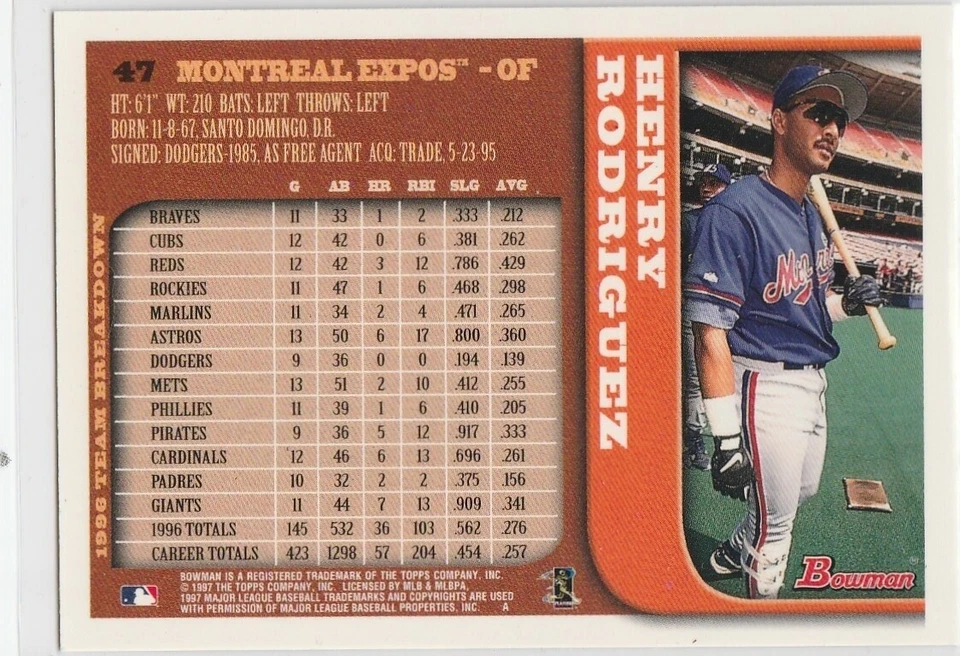 47 MONTREAL EXPOS™ - OF
HT: 6'1" WT: 210 BATS: LEFT THROWS: LEFT
BORN: 11-8-67, SANTO DOMINGO, D.R.
SIGNED: DODGERS-1985, AS FREE AGENT ACQ: TRADE, 5-23-95
G AB HR RBI SLG AVG
BRAVES 11 33 1 2 .333 .212
CUBS 12 42 0 6 .381 .262
REDS 12 42 3 12 .786 .429
ROCKIES 11 47 1 6 .468 .298
MARLINS 11 34 2 4 .471 .265
ASTROS 13 50 6 17 .800 .360
DODGERS 9 36 0 0 .194 .139
METS 13 51 2 10 .412 .255
PHILLIES 11 39 1 6 .410 .205
PIRATES 9 36 5 12 .917 .333
CARDINALS 12 46 6 13 .696 .261
PADRES 10 32 2 2 .375 .156
GIANTS 11 44 7 13 .909 .341
1996 TOTALS 145 532 36 103 .562 .276
CAREER TOTALS 423 1298 57 204 .454 .257
1996 TEAM BREAKDOWN
BOWMAN IS A REGISTERED TRADEMARK OF THE TOPPS COMPANY, INC.
© 1997 THE TOPPS COMPANY, INC. LICENSED BY MLB & MLBPA.
1997 MAJOR LEAGUE BASEBALL TRADEMARKS AND COPYRIGHTS ARE USED
WITH PERMISSION OF MAJOR LEAGUE BASEBALL PROPERTIES, INC. A
HENRY
RODRIGUEZ
Bowman